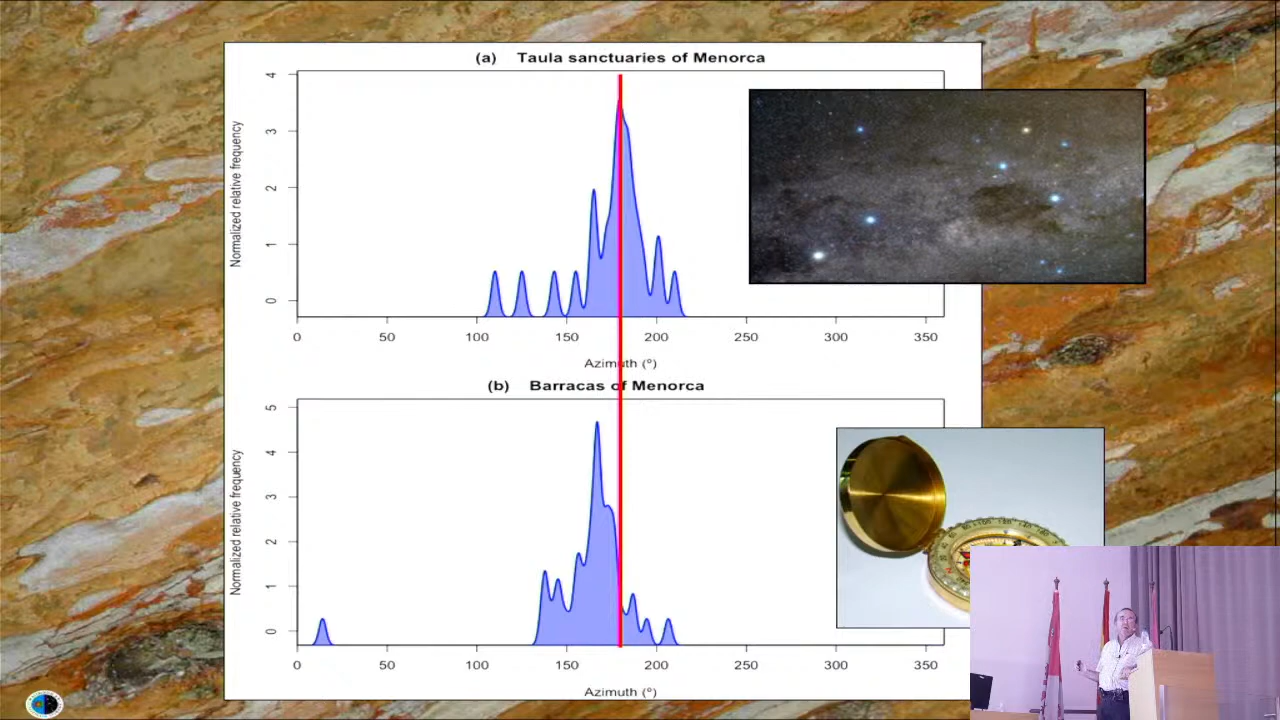 (a) Taula sanctuaries of Menorca
Normalized relative frequency
4
3
2
1
0
0 50 100 150 200 250 300 350
Azimuth (º)
(b) Barracas of Menorca
Normalized relative frequency
5
4
3
2
1
0
0 50 100 150 200 250 300 350
Azimuth (º)